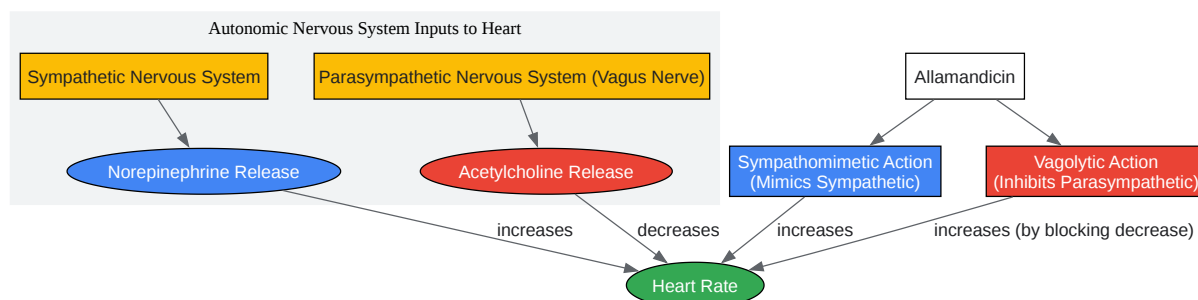 Autonomic Nervous System Inputs to Heart
Sympathetic Nervous System
Parasympathetic Nervous System (Vagus Nerve)
Allamandicin
Norepinephrine Release
Acetylcholine Release
Sympathomimetic Action
(Mimics Sympathetic)
Vagolytic Action
(Inhibits Parasympathetic)
increases
decreases
increases
increases (by blocking decrease)
Heart Rate